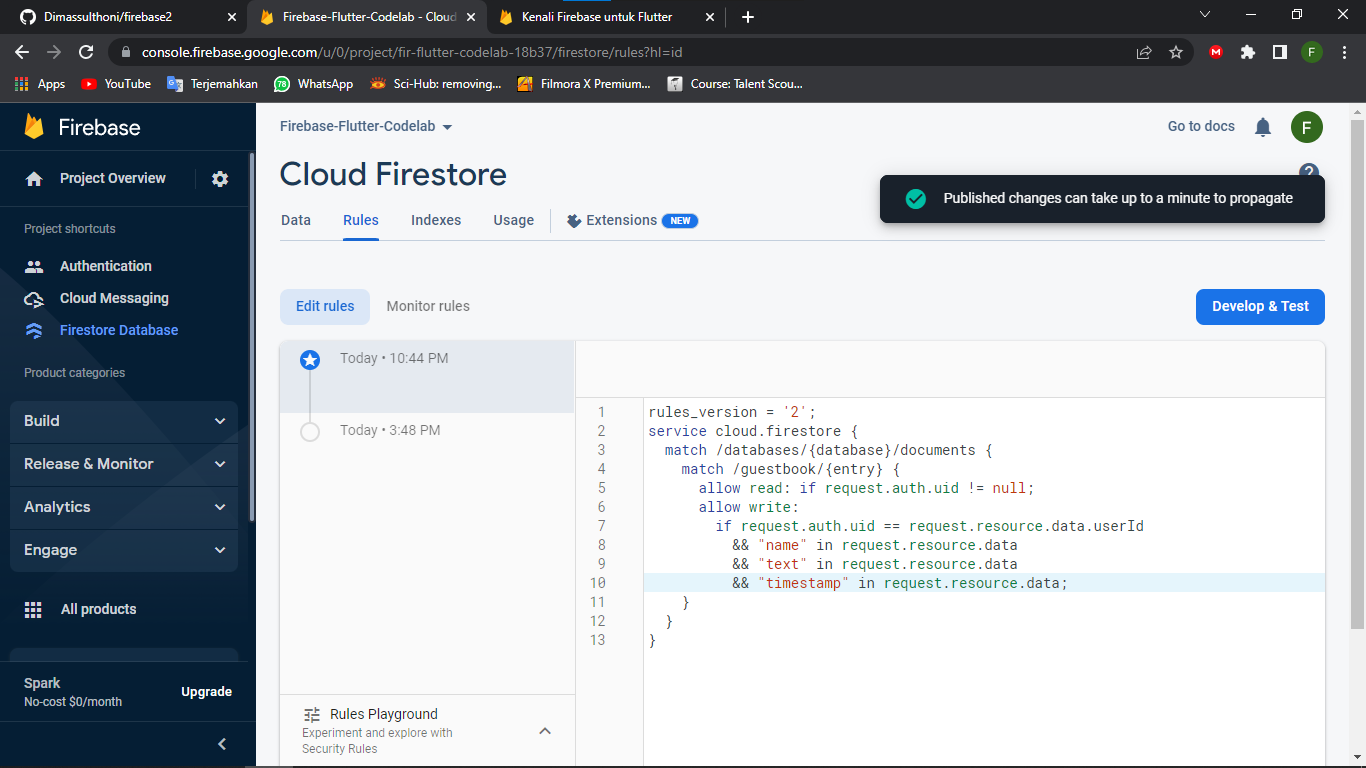 Dimassulthoni/firebase2
Firebase-Flutter-Codelab - Cloud
Kenali Firebase untuk Flutter
console.firebase.google.com/u/0/project/fir-flutter-codelab-18b37/firestore/rules?hl=id
M
F
Apps
YouTube
Terjemahkan
78
WhatsApp
Sci-Hub: removing...
Filmora X Premium...
Course: Talent Scou...
Firebase
Firebase-Flutter-Codelab
Go to docs
F
Project Overview
Cloud Firestore
?
Published changes can take up to a minute to propagate
Data
Rules
Indexes
Usage
Extensions
NEW
Project shortcuts
Authentication
Cloud Messaging
Firestore Database
Product categories
Build
Release & Monitor
Analytics
Engage
All products
Spark
No-cost $0/month
Upgrade
Edit rules
Monitor rules
Develop & Test
Today • 10:44 PM
Today • 3:48 PM
1 rules_version = '2';
2 service cloud.firestore {
3   match /databases/{database}/documents {
4     match /guestbook/{entry} {
5       allow read: if request.auth.uid != null;
6       allow write:
7         if request.auth.uid == request.resource.data.userId
8           && "name" in request.resource.data
9           && "text" in request.resource.data
10           && "timestamp" in request.resource.data;
11     }
12   }
13 }
Rules Playground
Experiment and explore with
Security Rules